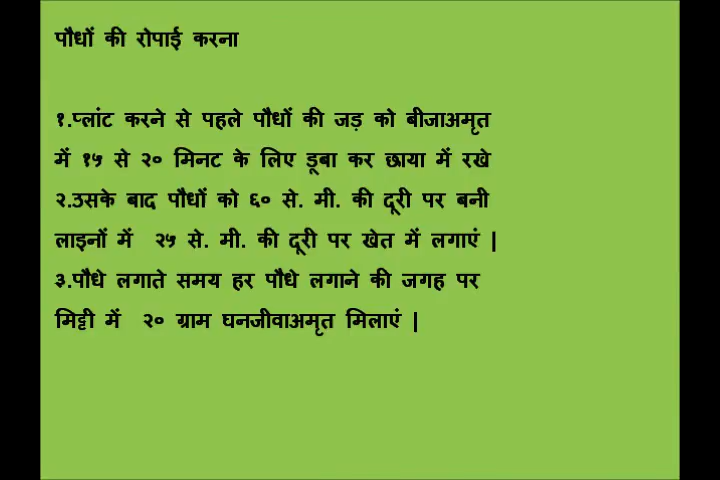 पौधों की रोपाई करना
१.प्लांट करने से पहले पौधों की जड़ को बीजाअमृत
में १५ से २० मिनट के लिए डूबा कर छाया में रखे
२.उसके बाद पौधों को ६० से. मी. की दूरी पर बनी
लाइनों में २५ से. मी. की दूरी पर खेत में लगाएं |
३.पौधे लगाते समय हर पौधे लगाने की जगह पर
मिट्टी में २० ग्राम घनजीवाअमृत मिलाएं |